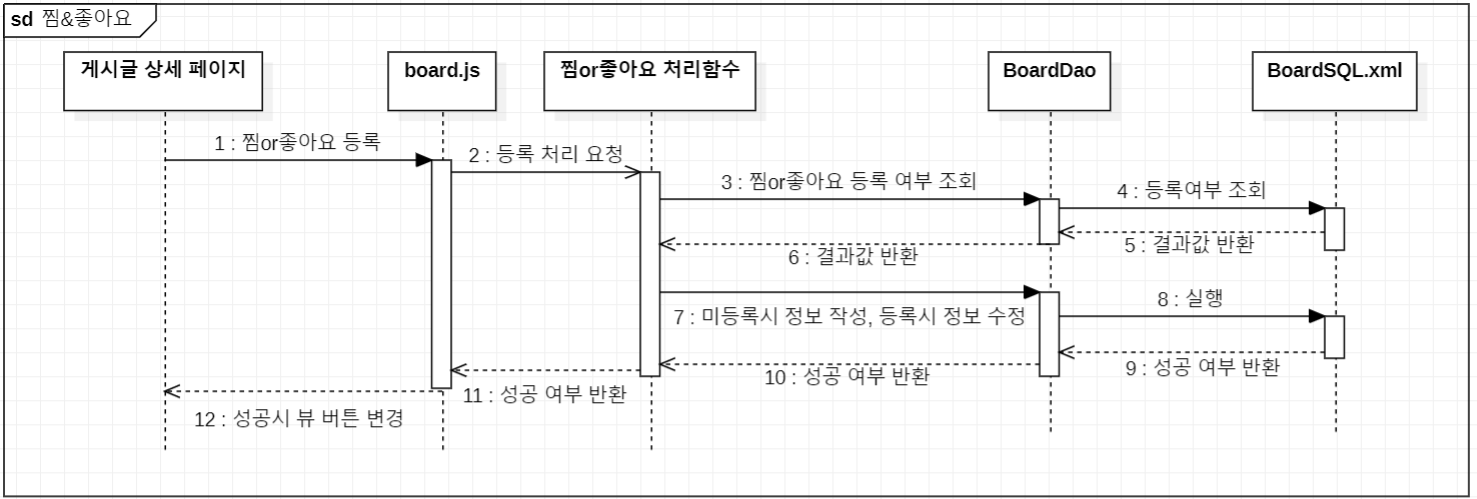 sd 찜&좋아요
게시글 상세 페이지
board.js
찜or좋아요 처리함수
BoardDao
BoardSQL.xml
1 : 찜or좋아요 등록
2 : 등록 처리 요청
3 : 찜or좋아요 등록 여부 조회
4 : 등록여부 조회
5 : 결과값 반환
6 : 결과값 반환
7 : 미등록시 정보 작성, 등록시 정보 수정
8 : 실행
9 : 성공 여부 반환
10 : 성공 여부 반환
11 : 성공 여부 반환
12 : 성공시 뷰 버튼 변경